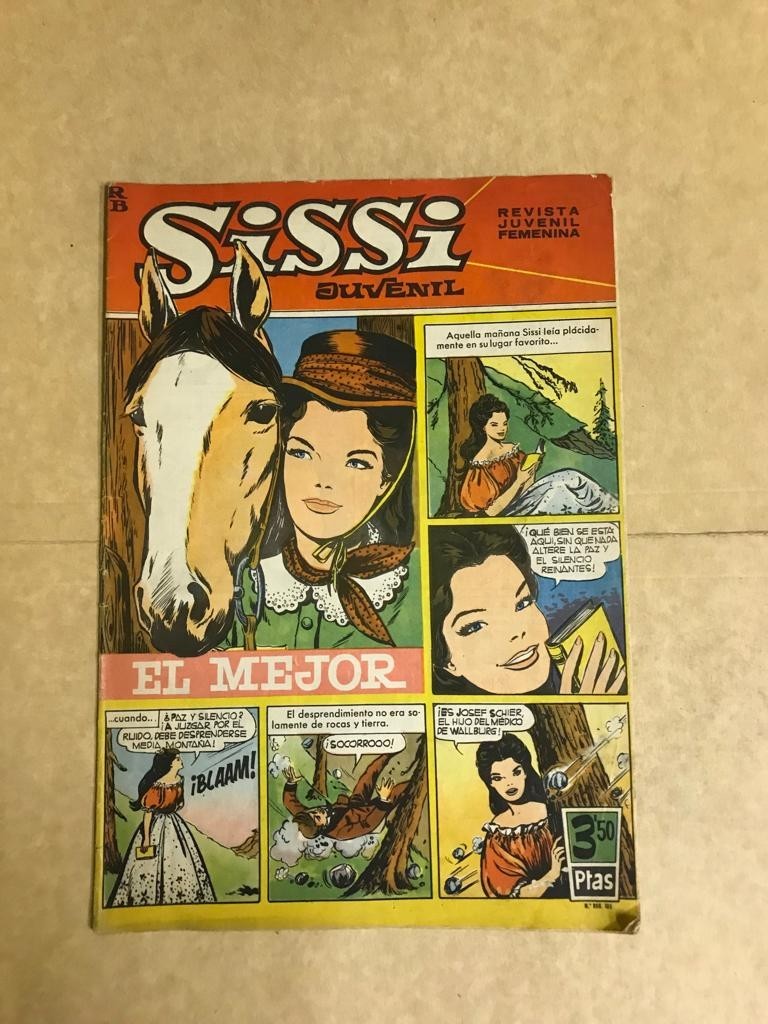 R
B
SiSSi
JUVENIL
REVISTA
JUVENIL
FEMENINA
Aquella mañana Sissi leía plácida-
mente en su lugar favorito...
¡QUÉ BIEN SE ESTÁ
AQUI, SIN QUE NADA
ALTERE LA PAZ Y
EL SILENCIO
REINANTES!
EL MEJOR
...cuando...
¿PAZ Y SILENCIO?
¡A JUZGAR POR EL
RUIDO, DEBE DESPRENDERSE
MEDIA MONTAÑA!
¡BLAAM!
El desprendimiento no era so-
lamente de rocas y tierra.
¡SOCORROOO!
¡ES JOSEF SCHIER,
EL HIJO DEL MÉDICO
DE WALLBURG!
3'50
Ptas